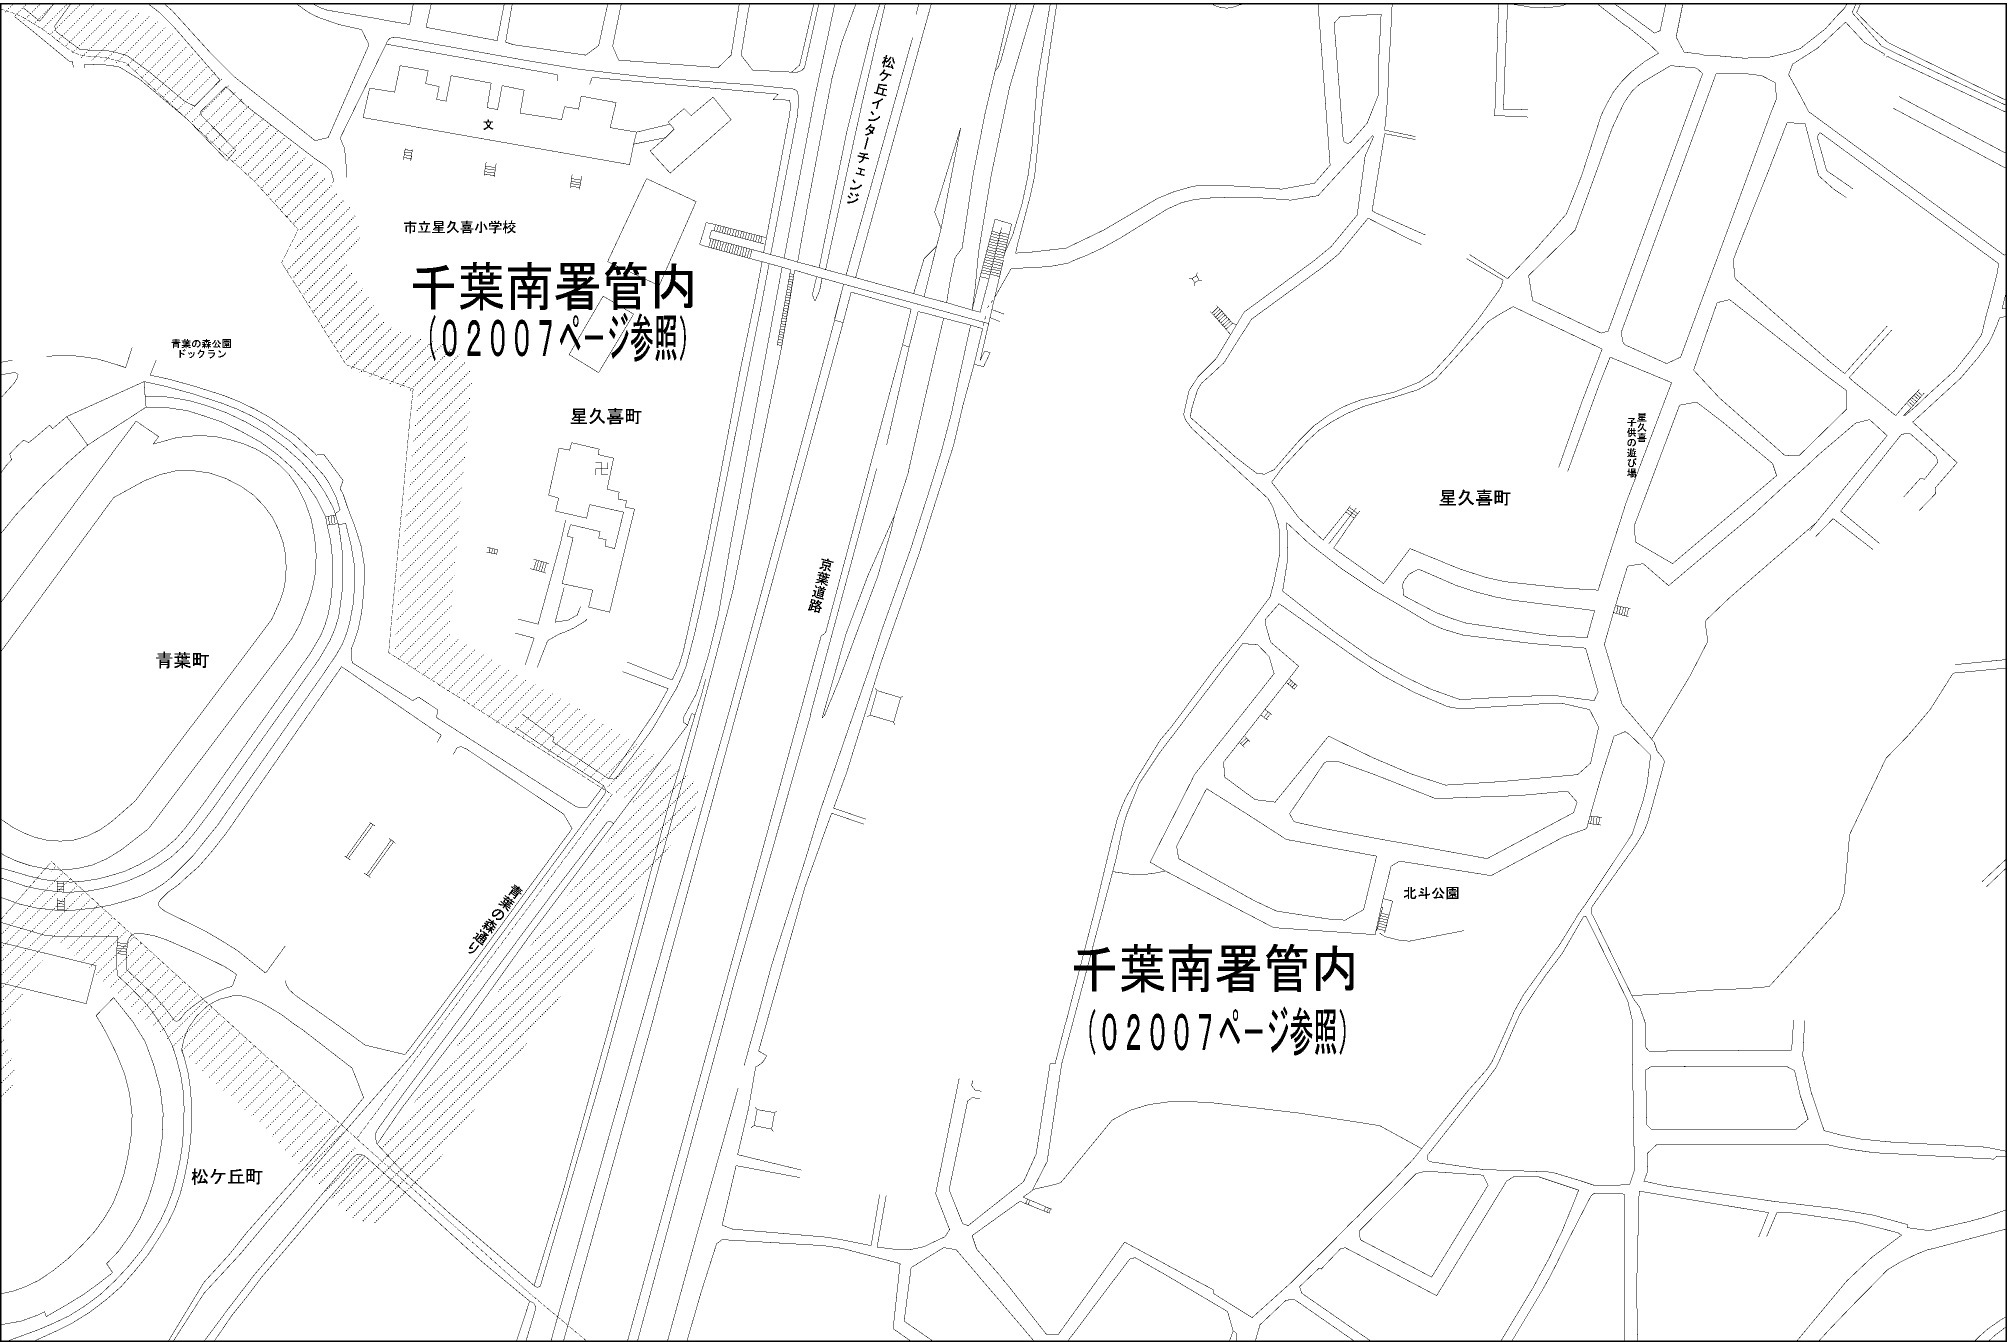 松ケ丘インターチェンジ
文
市立星久喜小学校
千葉南署管内
(02007ページ参照)
青葉の森公園
ドックラン
星久喜町
星久喜
子供の遊び場
星久喜町
京葉道路
青葉町
青葉の森通り
北斗公園
千葉南署管内
(02007ページ参照)
松ケ丘町